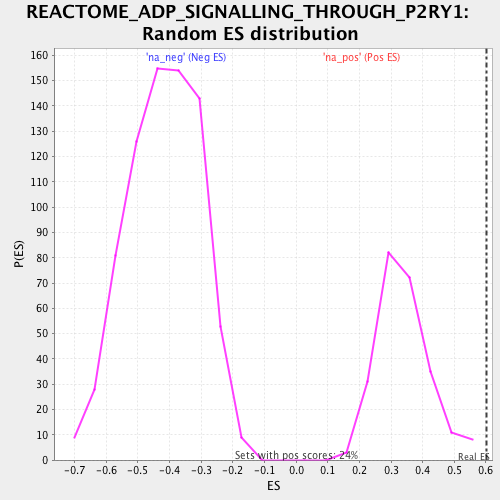 REACTOME_ADP_SIGNALLING_THROUGH_P2RY1:
Random ES distribution
'na_neg' (Neg ES) 'na_pos' (Pos ES)
160
150
140
130
120
110
100
90
80
70
60
50
40
30
20
10
0
P(ES)
Sets with pos scores: 24%
Real ES
-0.7 -0.6 -0.5 -0.4 -0.3 -0.2 -0.1 0.0 0.1 0.2 0.3 0.4 0.5 0.6
ES